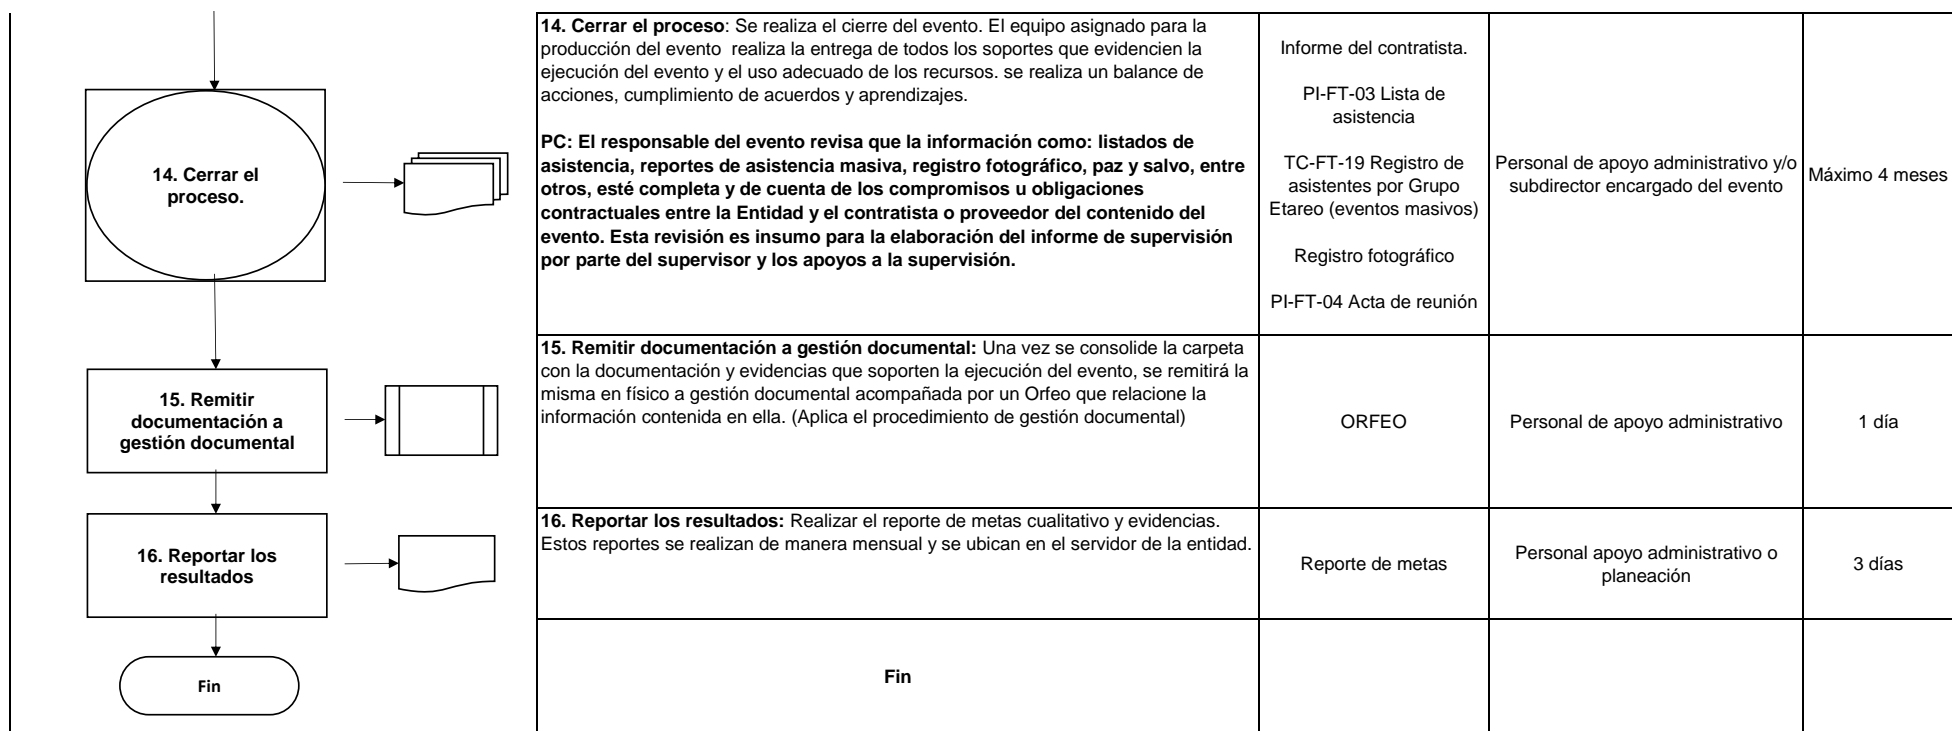 14. Cerrar el
proceso.
14. Cerrar el proceso: Se realiza el cierre del evento. El equipo asignado para la
producción del evento  realiza la entrega de todos los soportes que evidencien la
ejecución del evento y el uso adecuado de los recursos. se realiza un balance de
acciones, cumplimiento de acuerdos y aprendizajes.
PC: El responsable del evento revisa que la información como: listados de
asistencia, reportes de asistencia masiva, registro fotográfico, paz y salvo, entre
otros, esté completa y de cuenta de los compromisos u obligaciones
contractuales entre la Entidad y el contratista o proveedor del contenido del
evento. Esta revisión es insumo para la elaboración del informe de supervisión
por parte del supervisor y los apoyos a la supervisión.
Informe del contratista.
PI-FT-03 Lista de
asistencia
TC-FT-19 Registro de
asistentes por Grupo
Etareo (eventos masivos)
Registro fotográfico
PI-FT-04 Acta de reunión
Personal de apoyo administrativo y/o
subdirector encargado del evento
Máximo 4 meses
15. Remitir
documentación a
gestión documental
15. Remitir documentación a gestión documental: Una vez se consolide la carpeta
con la documentación y evidencias que soporten la ejecución del evento, se remitirá la
misma en físico a gestión documental acompañada por un Orfeo que relacione la
información contenida en ella. (Aplica el procedimiento de gestión documental)
ORFEO
Personal de apoyo administrativo
1 día
16. Reportar los
resultados
16. Reportar los resultados: Realizar el reporte de metas cualitativo y evidencias.
Estos reportes se realizan de manera mensual y se ubican en el servidor de la entidad.
Reporte de metas
Personal apoyo administrativo o
planeación
3 días
Fin
Fin